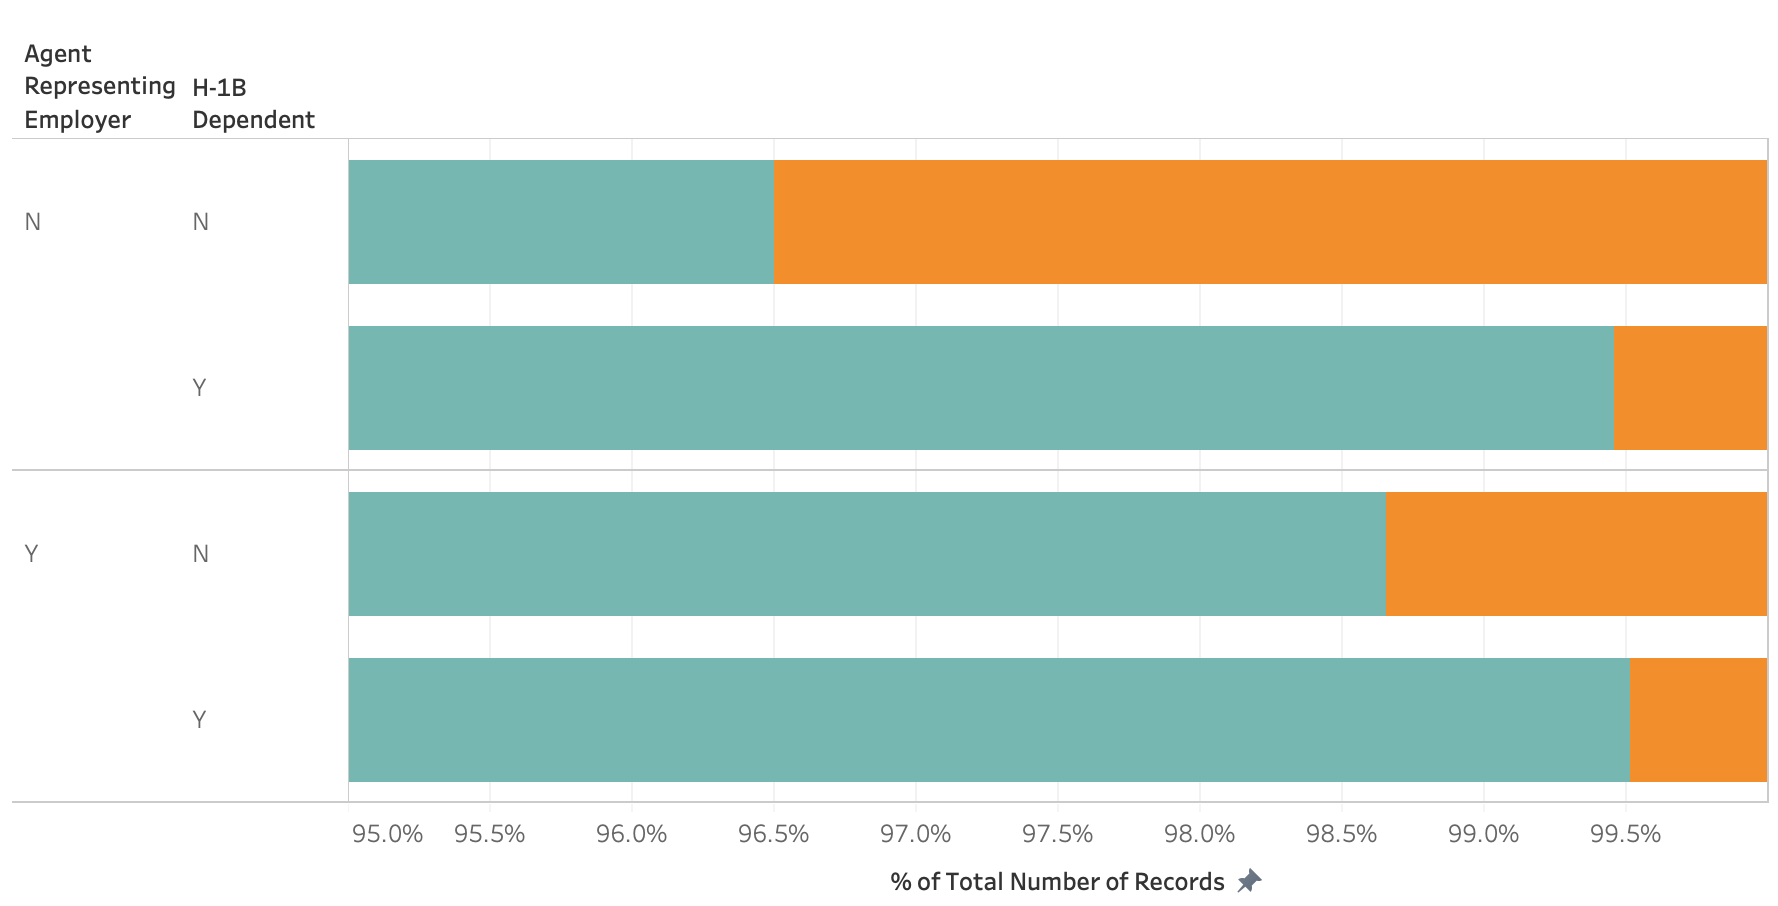 Agent
Representing
Employer
H-1B
Dependent
N
N
Y
Y
N
Y
95.0% 95.5% 96.0% 96.5% 97.0% 97.5% 98.0% 98.5% 99.0% 99.5%
% of Total Number of Records